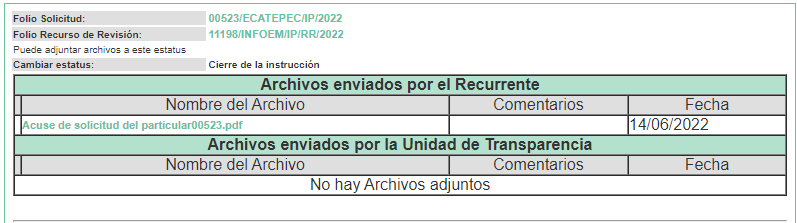 Folio Solicitud: 00523/ECATEPEC/IP/2022
Folio Recurso de Revisión: 11198/INFOEM/IP/RR/2022
Puede adjuntar archivos a este estatus
Cambiar estatus: Cierre de la instrucción
Archivos enviados por el Recurrente
Nombre del Archivo Comentarios Fecha
Acuse de solicitud del particular00523.pdf 14/06/2022
Archivos enviados por la Unidad de Transparencia
Nombre del Archivo Comentarios Fecha
No hay Archivos adjuntos